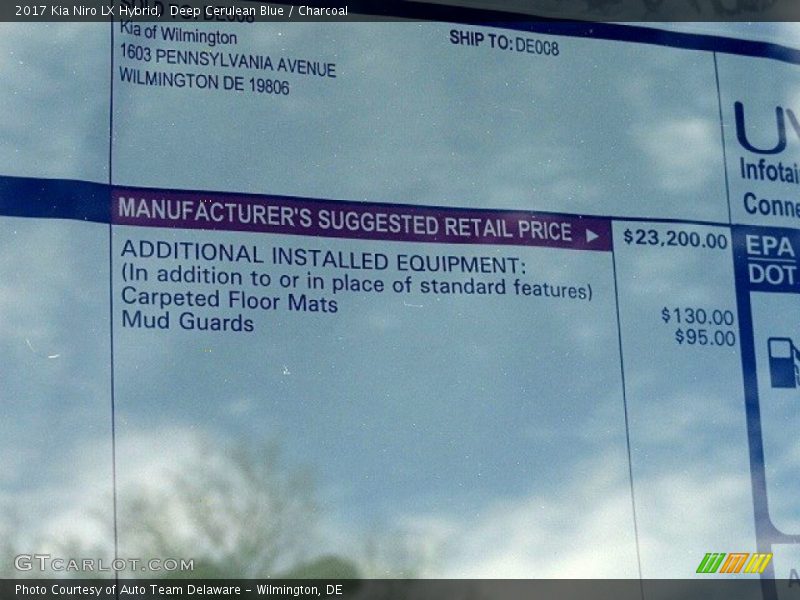 2017 Kia Niro LX Hybrid, Deep Cerulean Blue / Charcoal
Kia of Wilmington
1603 PENNSYLVANIA AVENUE
WILMINGTON DE 19806
SHIP TO: DE008
Infotai
Conne
MANUFACTURER'S SUGGESTED RETAIL PRICE ▶ $23,200.00
ADDITIONAL INSTALLED EQUIPMENT:
(In addition to or in place of standard features)
Carpeted Floor Mats $130.00
Mud Guards $95.00
EPA
DOT
GTCARLOT.COM
Photo Courtesy of Auto Team Delaware – Wilmington, DE